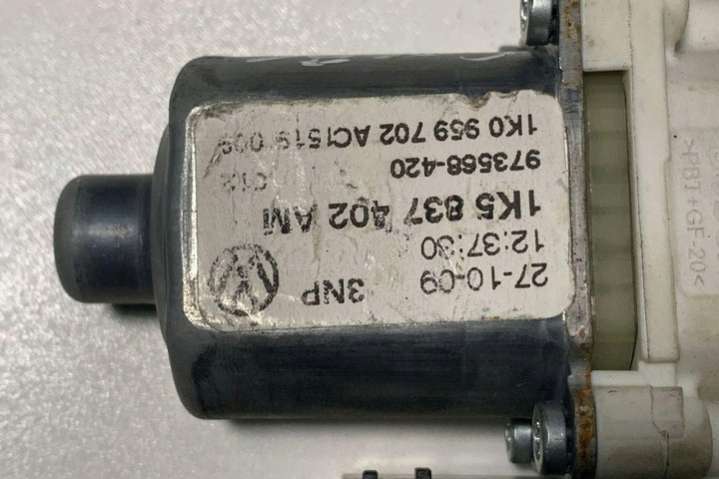 27-10-09 3NP
12:37:30
1K5 837 402 AM
973568-420
1K0 959 702 AC
>PBT+GF-20<